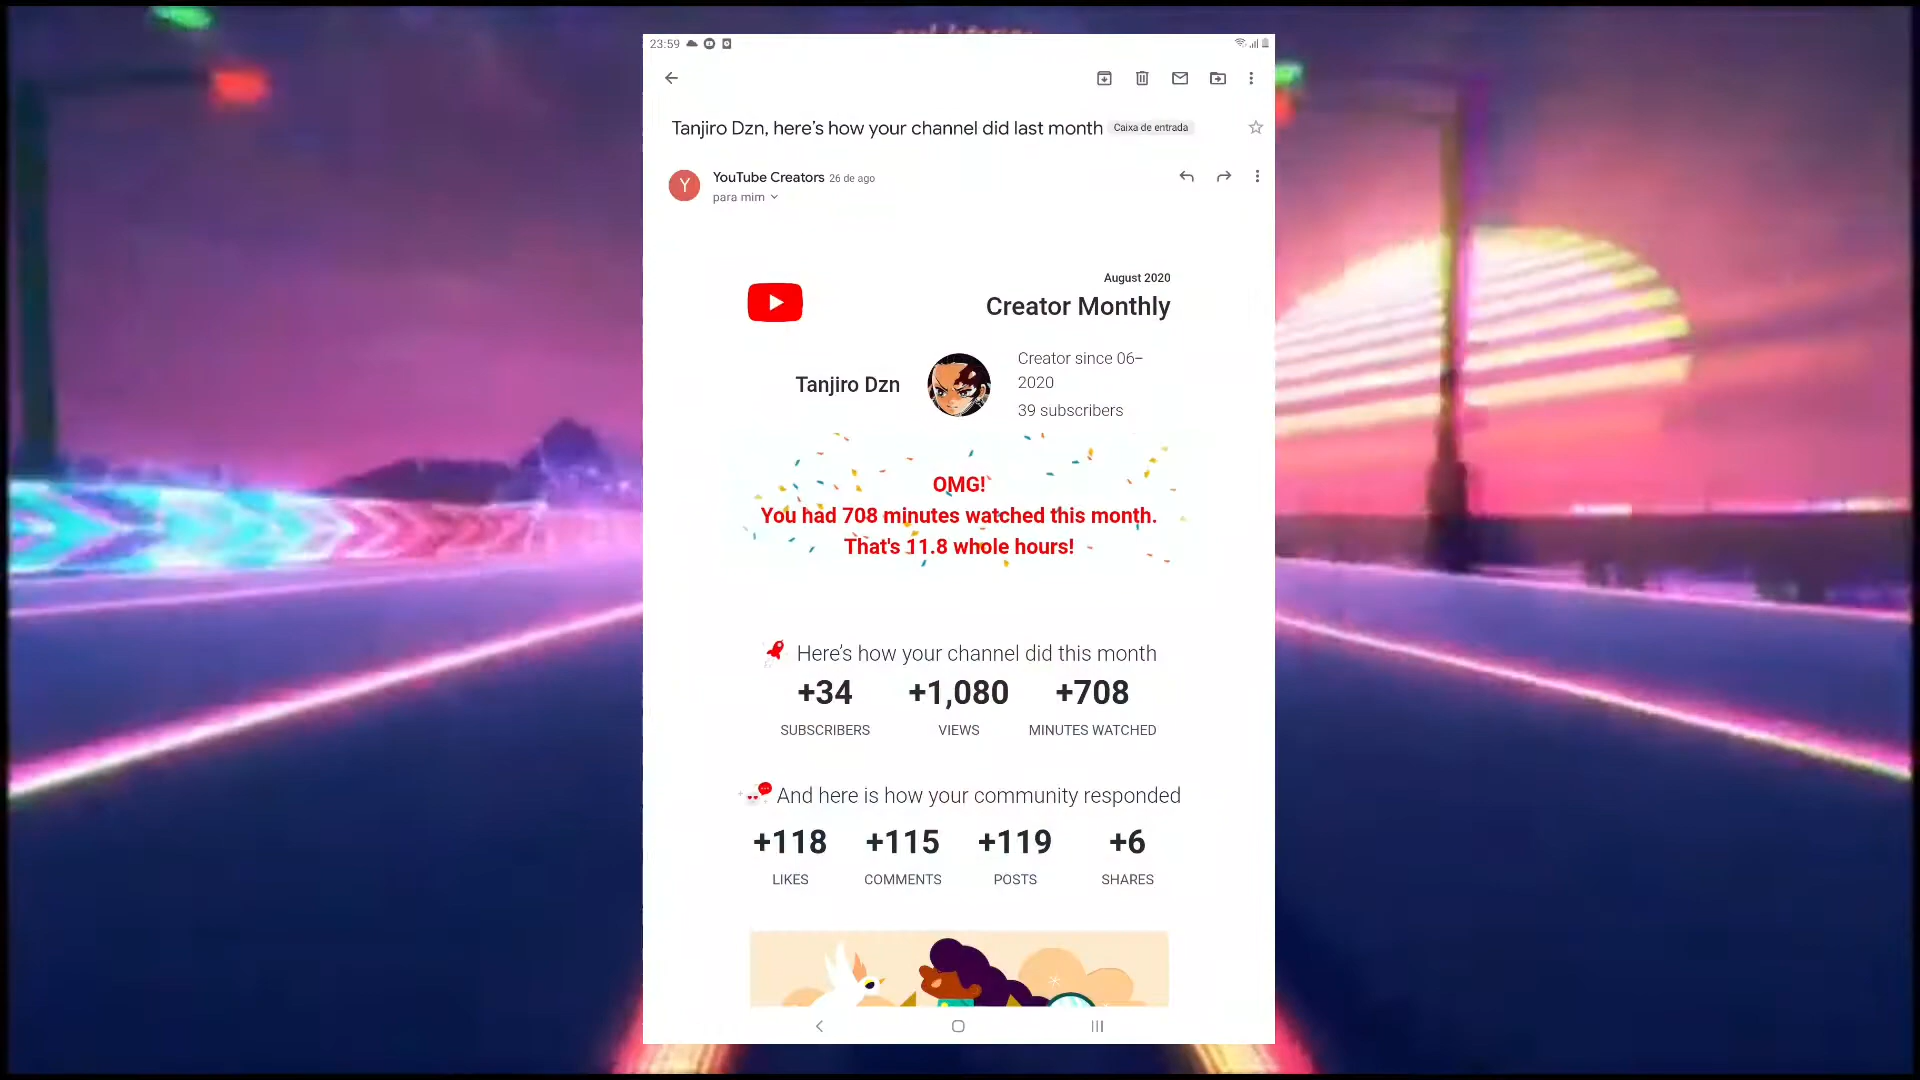 23:59
Tanjiro Dzn, here's how your channel did last month Caixa de entrada
Y
YouTube Creators 26 de ago
para mim
August 2020
Creator Monthly
Tanjiro Dzn
Creator since 06-
2020
39 subscribers
OMG!
You had 708 minutes watched this month.
That's 11.8 whole hours!
Here's how your channel did this month
+34 +1,080 +708
SUBSCRIBERS VIEWS MINUTES WATCHED
And here is how your community responded
+118 +115 +119 +6
LIKES COMMENTS POSTS SHARES